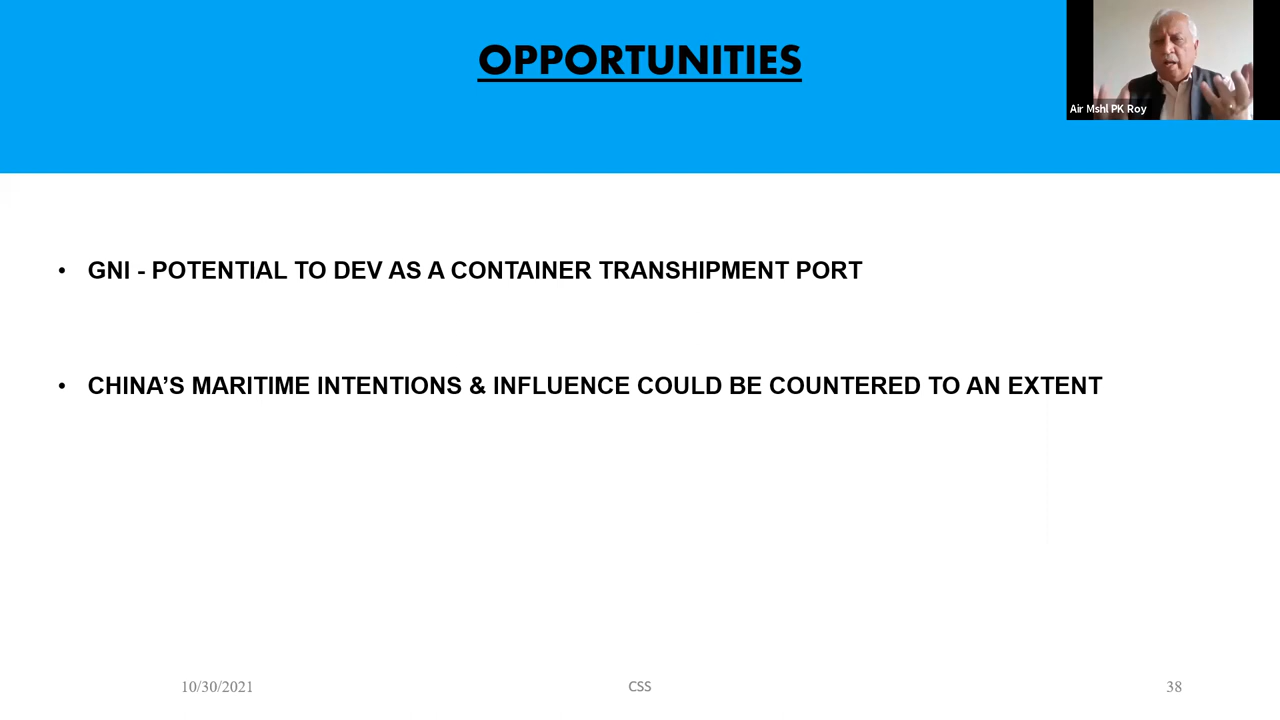 OPPORTUNITIES
Air Mshl PK Roy
• GNI - POTENTIAL TO DEV AS A CONTAINER TRANSHIPMENT PORT
• CHINA’S MARITIME INTENTIONS & INFLUENCE COULD BE COUNTERED TO AN EXTENT
10/30/2021
CSS
38